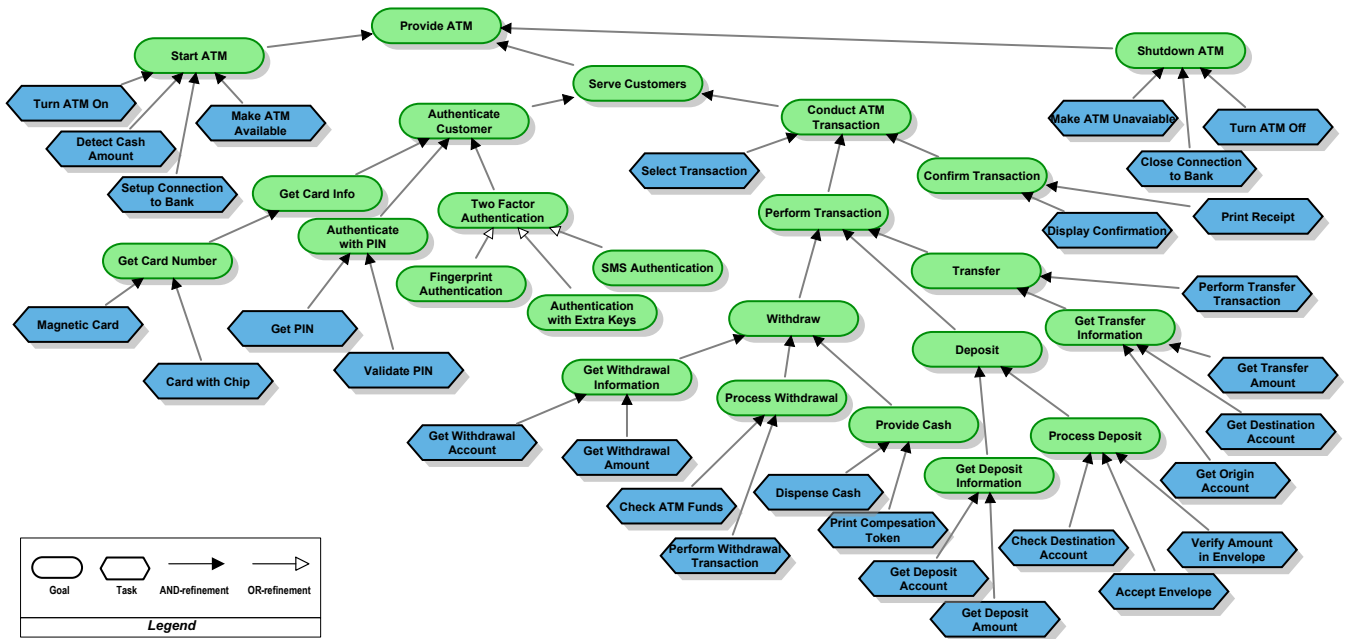 Provide ATM
Start ATM
Shutdown ATM
Serve Customers
Turn ATM On
Make ATM
Available
Detect Cash
Amount
Setup Connection
to Bank
Authenticate
Customer
Conduct ATM
Transaction
Make ATM Unavaiable
Turn ATM Off
Close Connection
to Bank
Select Transaction
Confirm Transaction
Get Card Info
Two Factor
Authentication
Perform Transaction
Print Receipt
Display Confirmation
Authenticate
with PIN
Get Card Number
Fingerprint
Authentication
SMS Authentication
Authentication
with Extra Keys
Transfer
Perform Transfer
Transaction
Magnetic Card
Get PIN
Withdraw
Get Transfer
Information
Card with Chip
Validate PIN
Deposit
Get Withdrawal
Information
Process Withdrawal
Get Transfer
Amount
Get Withdrawal
Account
Get Withdrawal
Amount
Provide Cash
Process Deposit
Get Destination
Account
Get Origin
Account
Get Deposit
Information
Check ATM Funds
Dispense Cash
Print Compesation
Token
Perform Withdrawal
Transaction
Check Destination
Account
Verify Amount
in Envelope
Get Deposit
Account
Accept Envelope
Get Deposit
Amount
Goal
Task
AND-refinement
OR-refinement
Legend